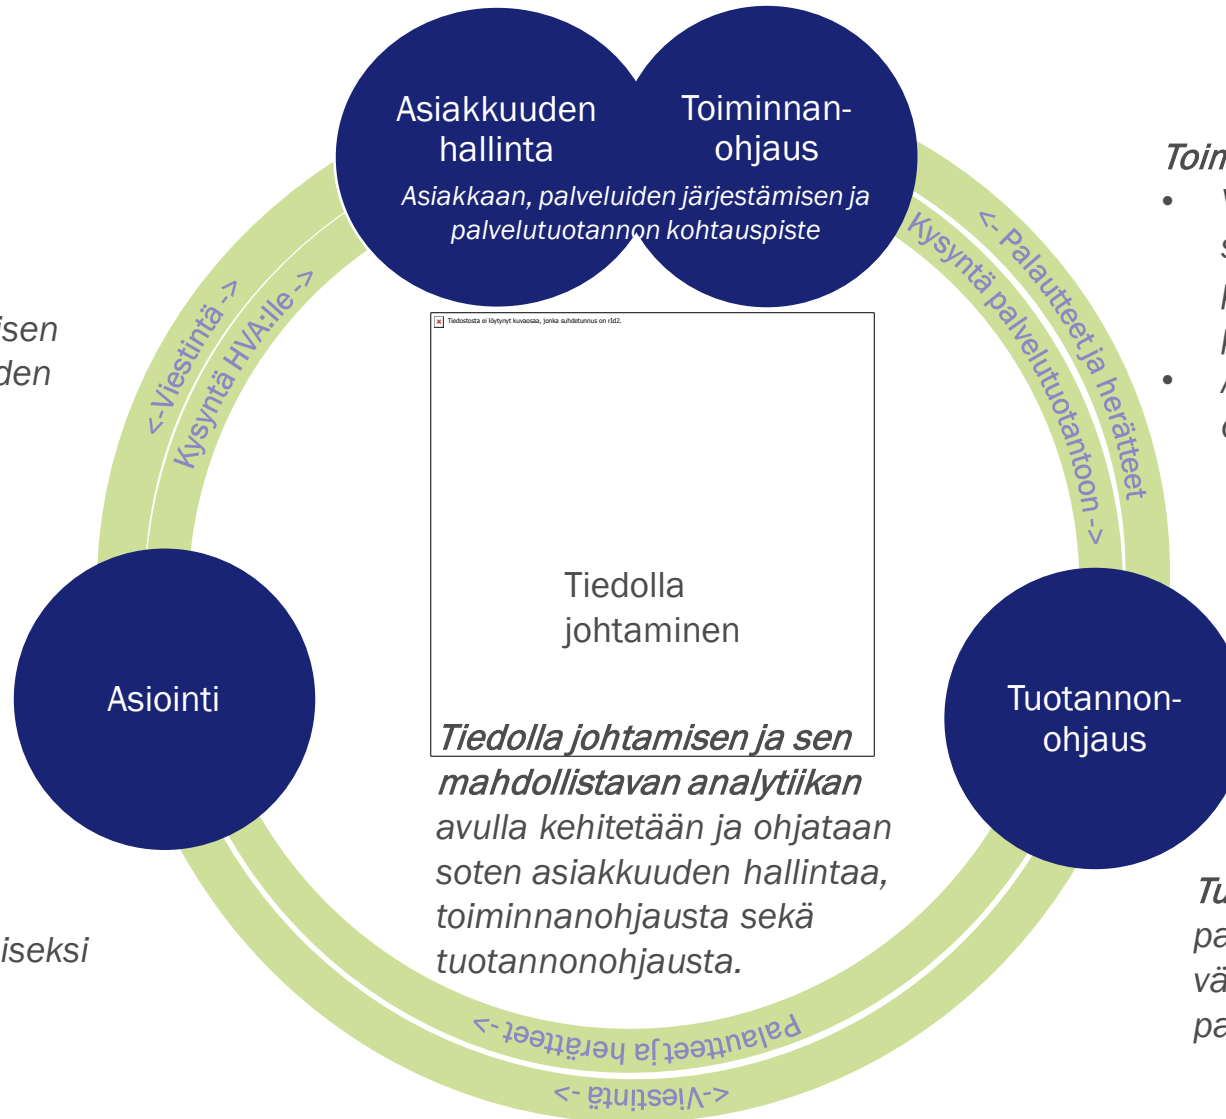 Asiakkuuden
hallinta
Toiminnan-
ohjaus
Asiakkaan, palveluiden järjestämisen ja
palvelutuotannon kohtauspiste
<-Viestintä ->
Kysyntä HVA:lle ->
<- Palautteet ja herätteet
Kysyntä palvelutuotantoon ->
Tiedostosta ei löytynyt kuvaosaa, jonka suhdetunnus on rId2.
Tiedolla
johtaminen
Asiointi
Tuotannon-
ohjaus
Tiedolla johtamisen ja sen
mahdollistavan analytiikan
avulla kehitetään ja ohjataan
soten asiakkuuden hallintaa,
toiminnanohjausta sekä
tuotannonohjausta.
Palautteet ja herätteet ->
<-Viestintä ->
isen
den
iseksi
Toim
•
•
Tu
pa
vä
pa